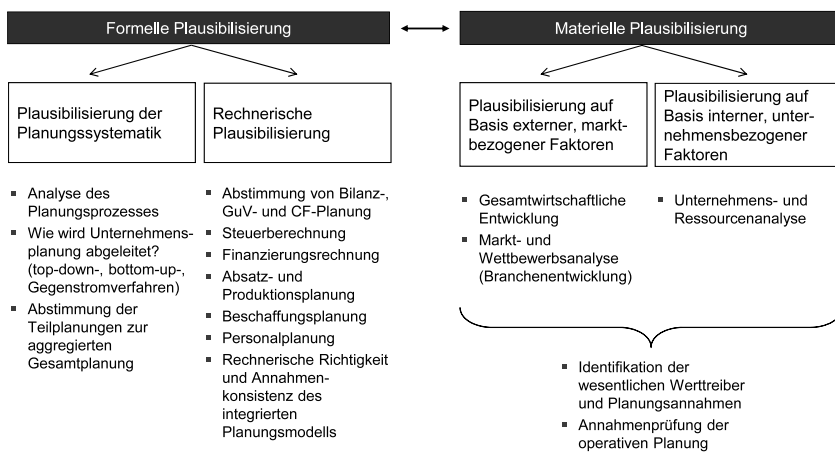 Formelle Plausibilisierung
Plausibilisierung der
Planungssystematik
▪ Analyse des
Planungsprozesses
▪ Wie wird Unternehmens-
planung abgeleitet?
(top-down-, bottom-up-,
Gegenstromverfahren)
▪ Abstimmung der
Teilplanungen zur
aggregierten
Gesamtplanung
Rechnerische
Plausibilisierung
▪ Abstimmung von Bilanz-,
GuV- und CF-Planung
▪ Steuerberechnung
▪ Finanzierungsrechnung
▪ Absatz- und
Produktionsplanung
▪ Beschaffungsplanung
▪ Personalplanung
▪ Rechnerische Richtigkeit
und Annahmen-
konsistenz des
integrierten
Planungsmodells
Materielle Plausibilisierung
Plausibilisierung auf
Basis externer, markt-
bezogener Faktoren
▪ Gesamtwirtschaftliche
Entwicklung
▪ Markt- und
Wettbewerbsanalyse
(Branchenentwicklung)
Plausibilisierung auf
Basis interner, unter-
nehmensbezogener
Faktoren
▪ Unternehmens- und
Ressourcenanalyse
▪ Identifikation der
wesentlichen Werttreiber
und Planungsannahmen
▪ Annahmenprüfung der
operativen Planung